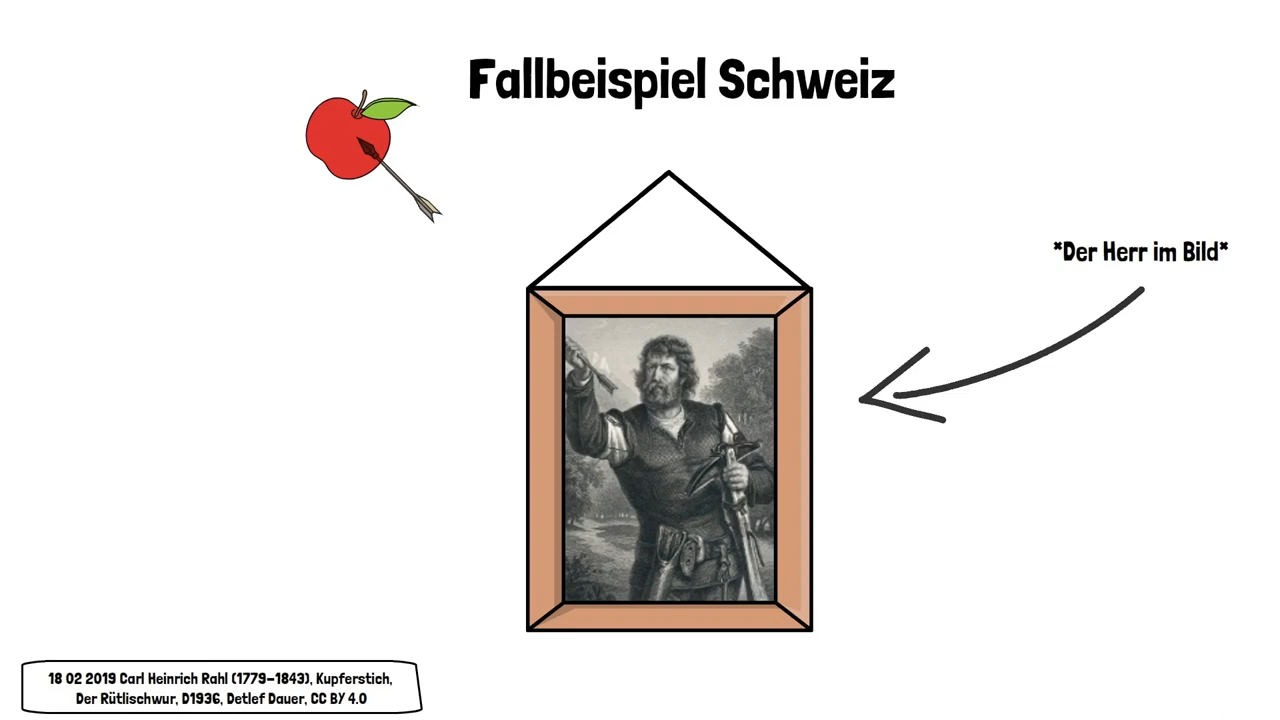 Fallbeispiel Schweiz
*Der Herr im Bild*
18 02 2019 Carl Heinrich Rahl (1779-1843), Kupferstich,
Der Rütlischwur, D1936, Detlef Dauer, CC BY 4.0